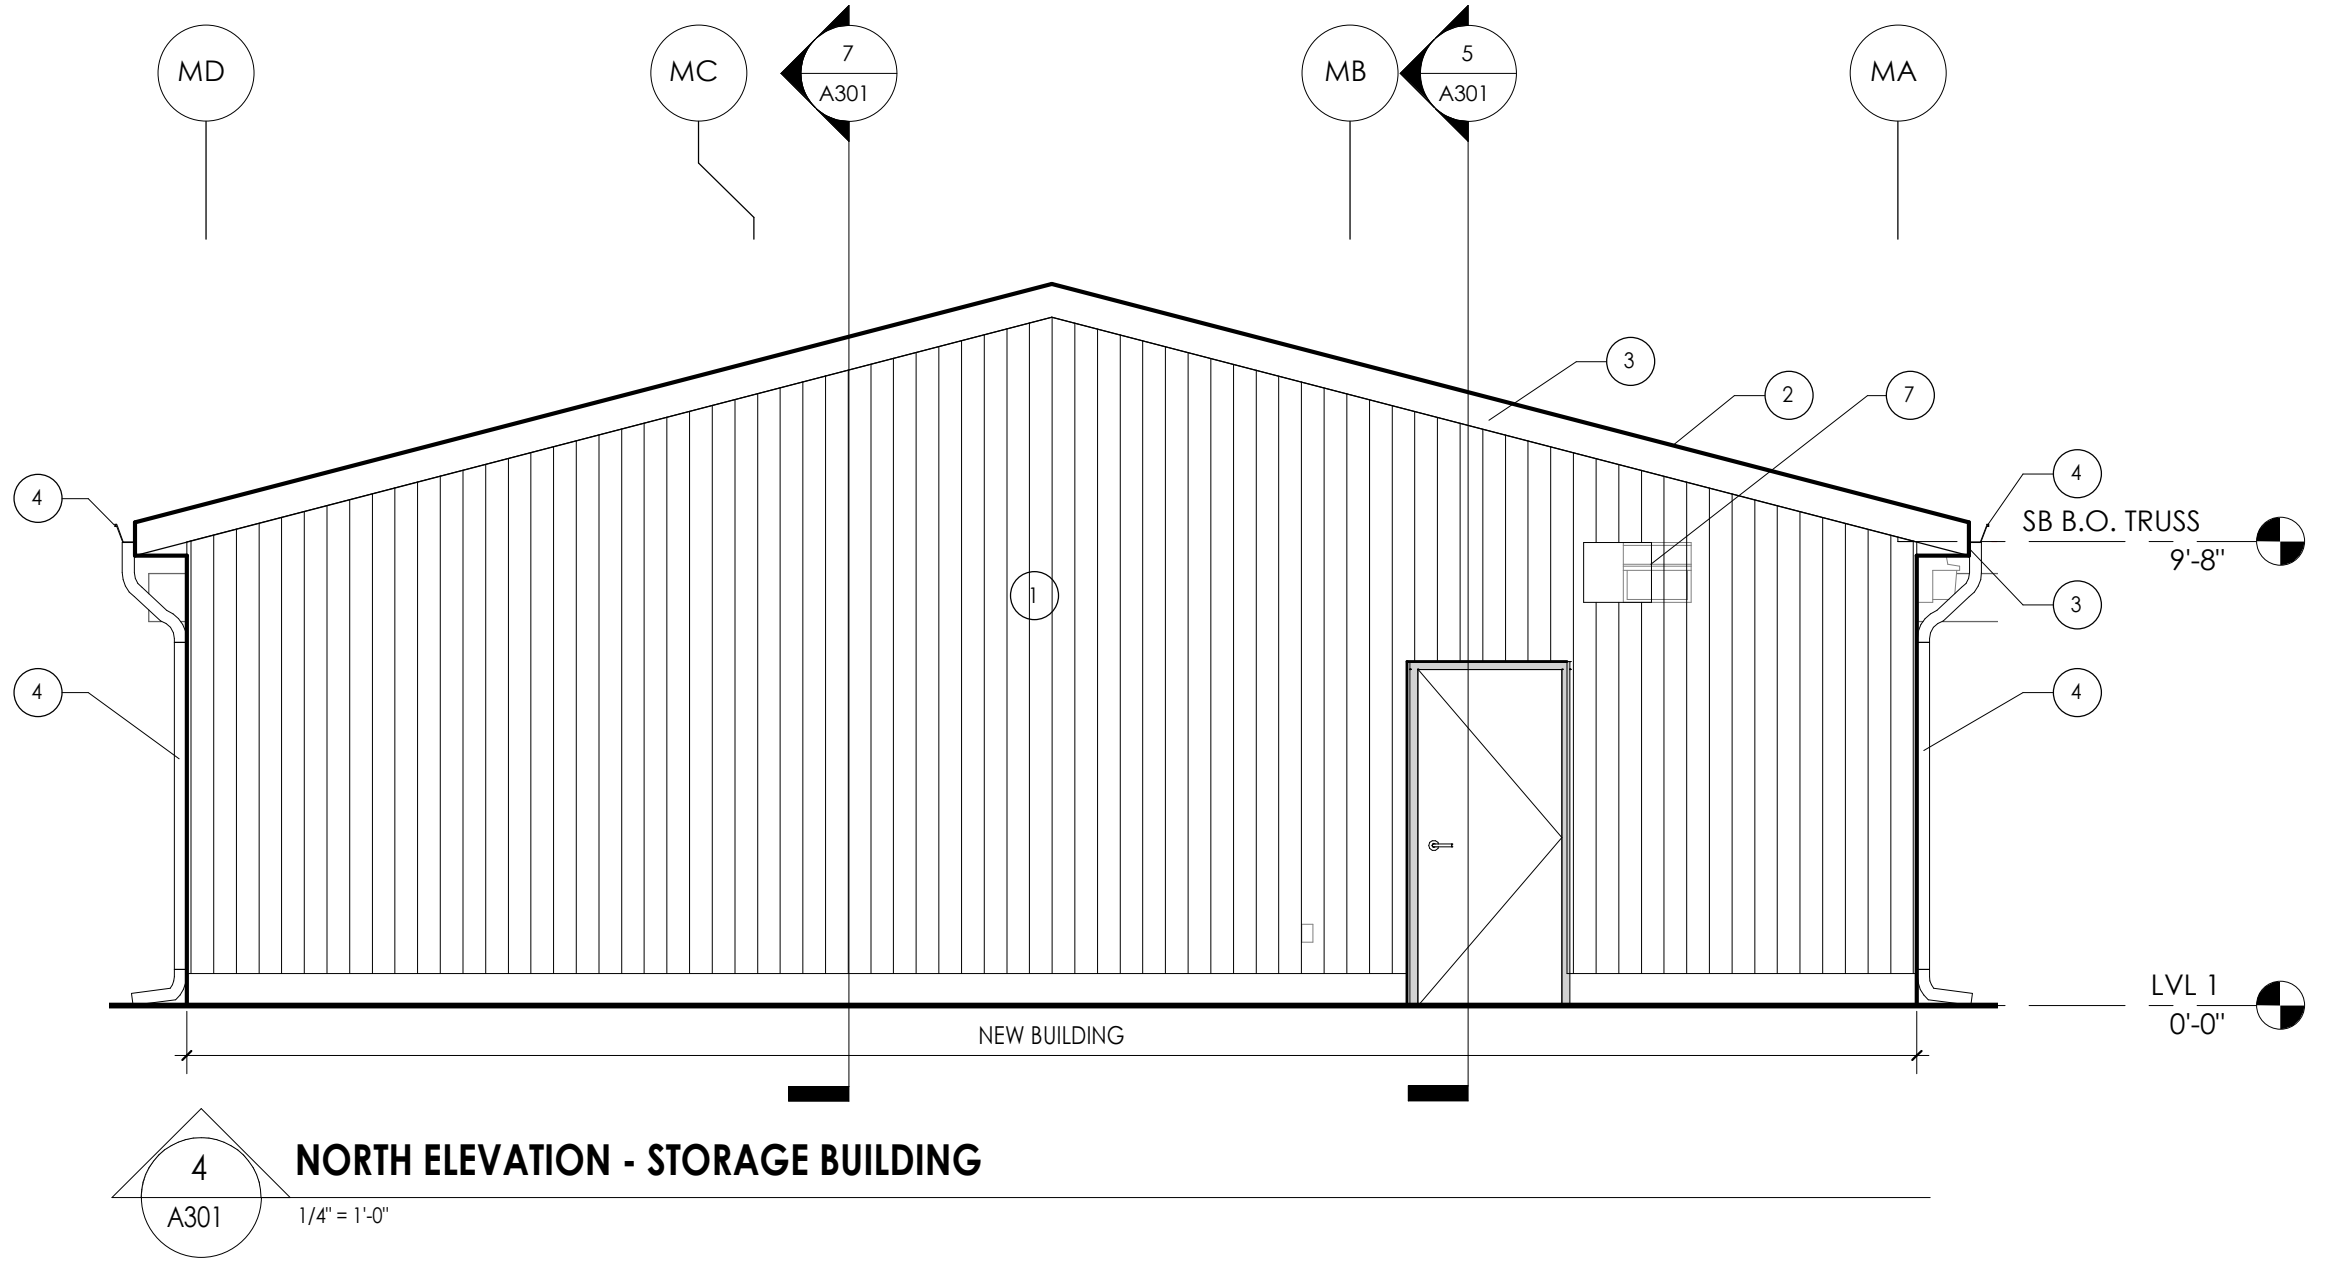 MD
MC
7
A301
MB
5
A301
MA
3
2
7
4
4
SB B.O. TRUSS
9'-8"
1
3
4
4
LVL 1
0'-0"
NEW BUILDING
4
A301
NORTH ELEVATION - STORAGE BUILDING
1/4" = 1'-0"